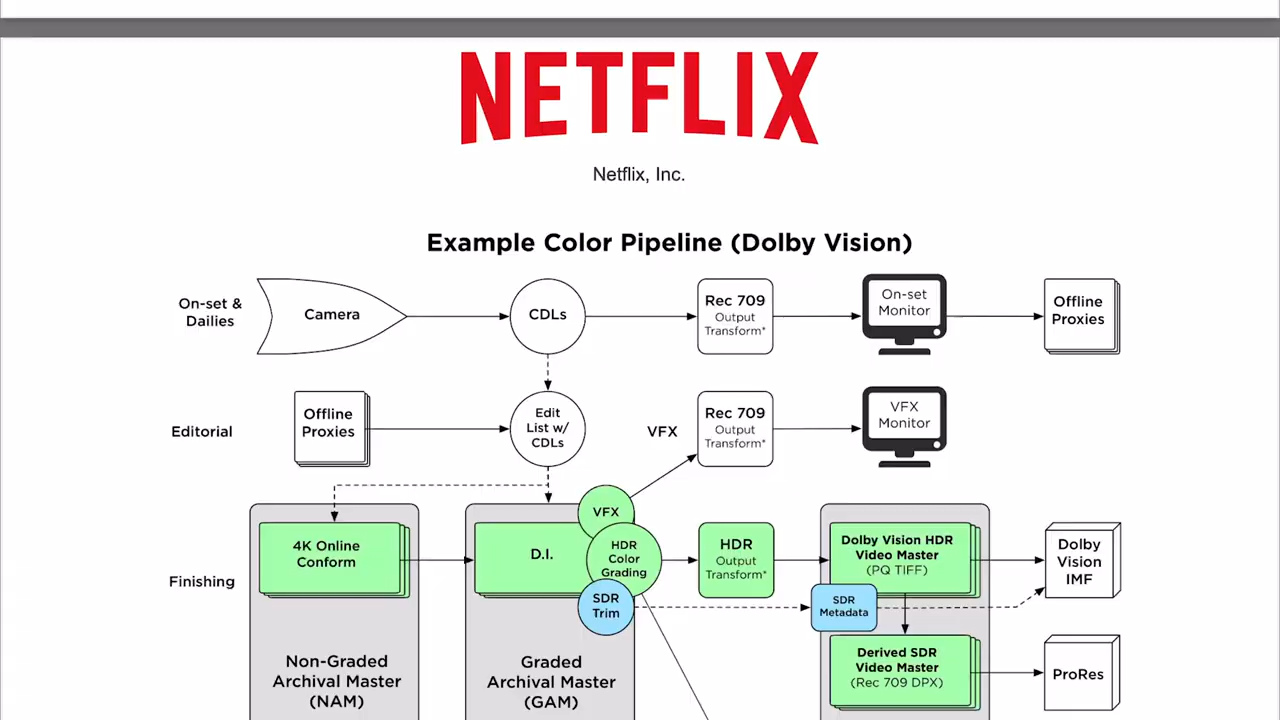 NETFLIX
Netflix, Inc.
Example Color Pipeline (Dolby Vision)
On-set &
Dailies
Camera
CDLs
Rec 709
Output
Transform*
On-set
Monitor
Offline
Proxies
Editorial
Offline
Proxies
Edit
List w/
CDLs
VFX
Rec 709
Output
Transform*
VFX
Monitor
Finishing
4K Online
Conform
D.I.
VFX
HDR
Color
Grading
SDR
Trim
HDR
Output
Transform*
Dolby Vision HDR
Video Master
(PQ TIFF)
SDR
Metadata
Dolby
Vision
IMF
Non-Graded
Archival Master
(NAM)
Graded
Archival Master
(GAM)
Derived SDR
Video Master
(Rec 709 DPX)
ProRes